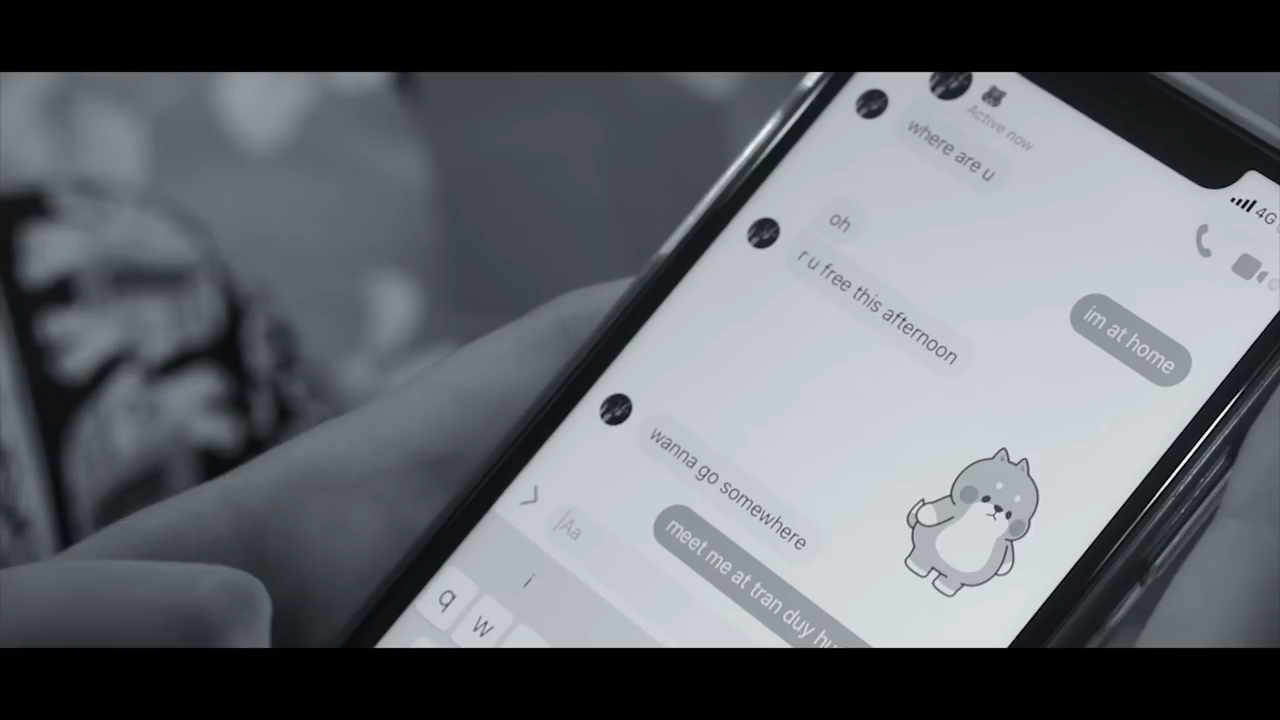 Active now
where are u
4G
im at home
oh
r u free this afternoon
wanna go somewhere
meet me at tran duy
Aa
i
q
w